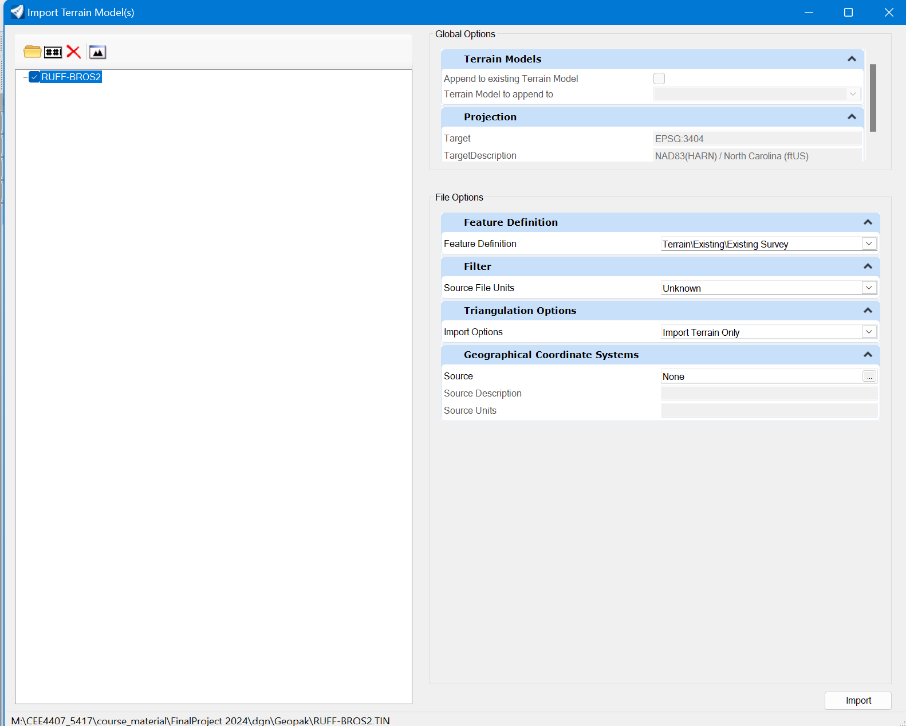 Import Terrain Model(s)
Global Options
Terrain Models
Append to existing Terrain Model
Terrain Model to append to
Projection
Target EPSG:3404
TargetDescription NAD83(HARN) / North Carolina (ftUS)
RUFF-BROS2
File Options
Feature Definition
Feature Definition Terrain\Existing\Existing Survey
Filter
Source File Units Unknown
Triangulation Options
Import Options Import Terrain Only
Geographical Coordinate Systems
Source None ...
Source Description
Source Units
Import
M:\CEE4407_5417\course_material\FinalProject 2024\dgn\Geopak\RUFF-BROS2.TIN